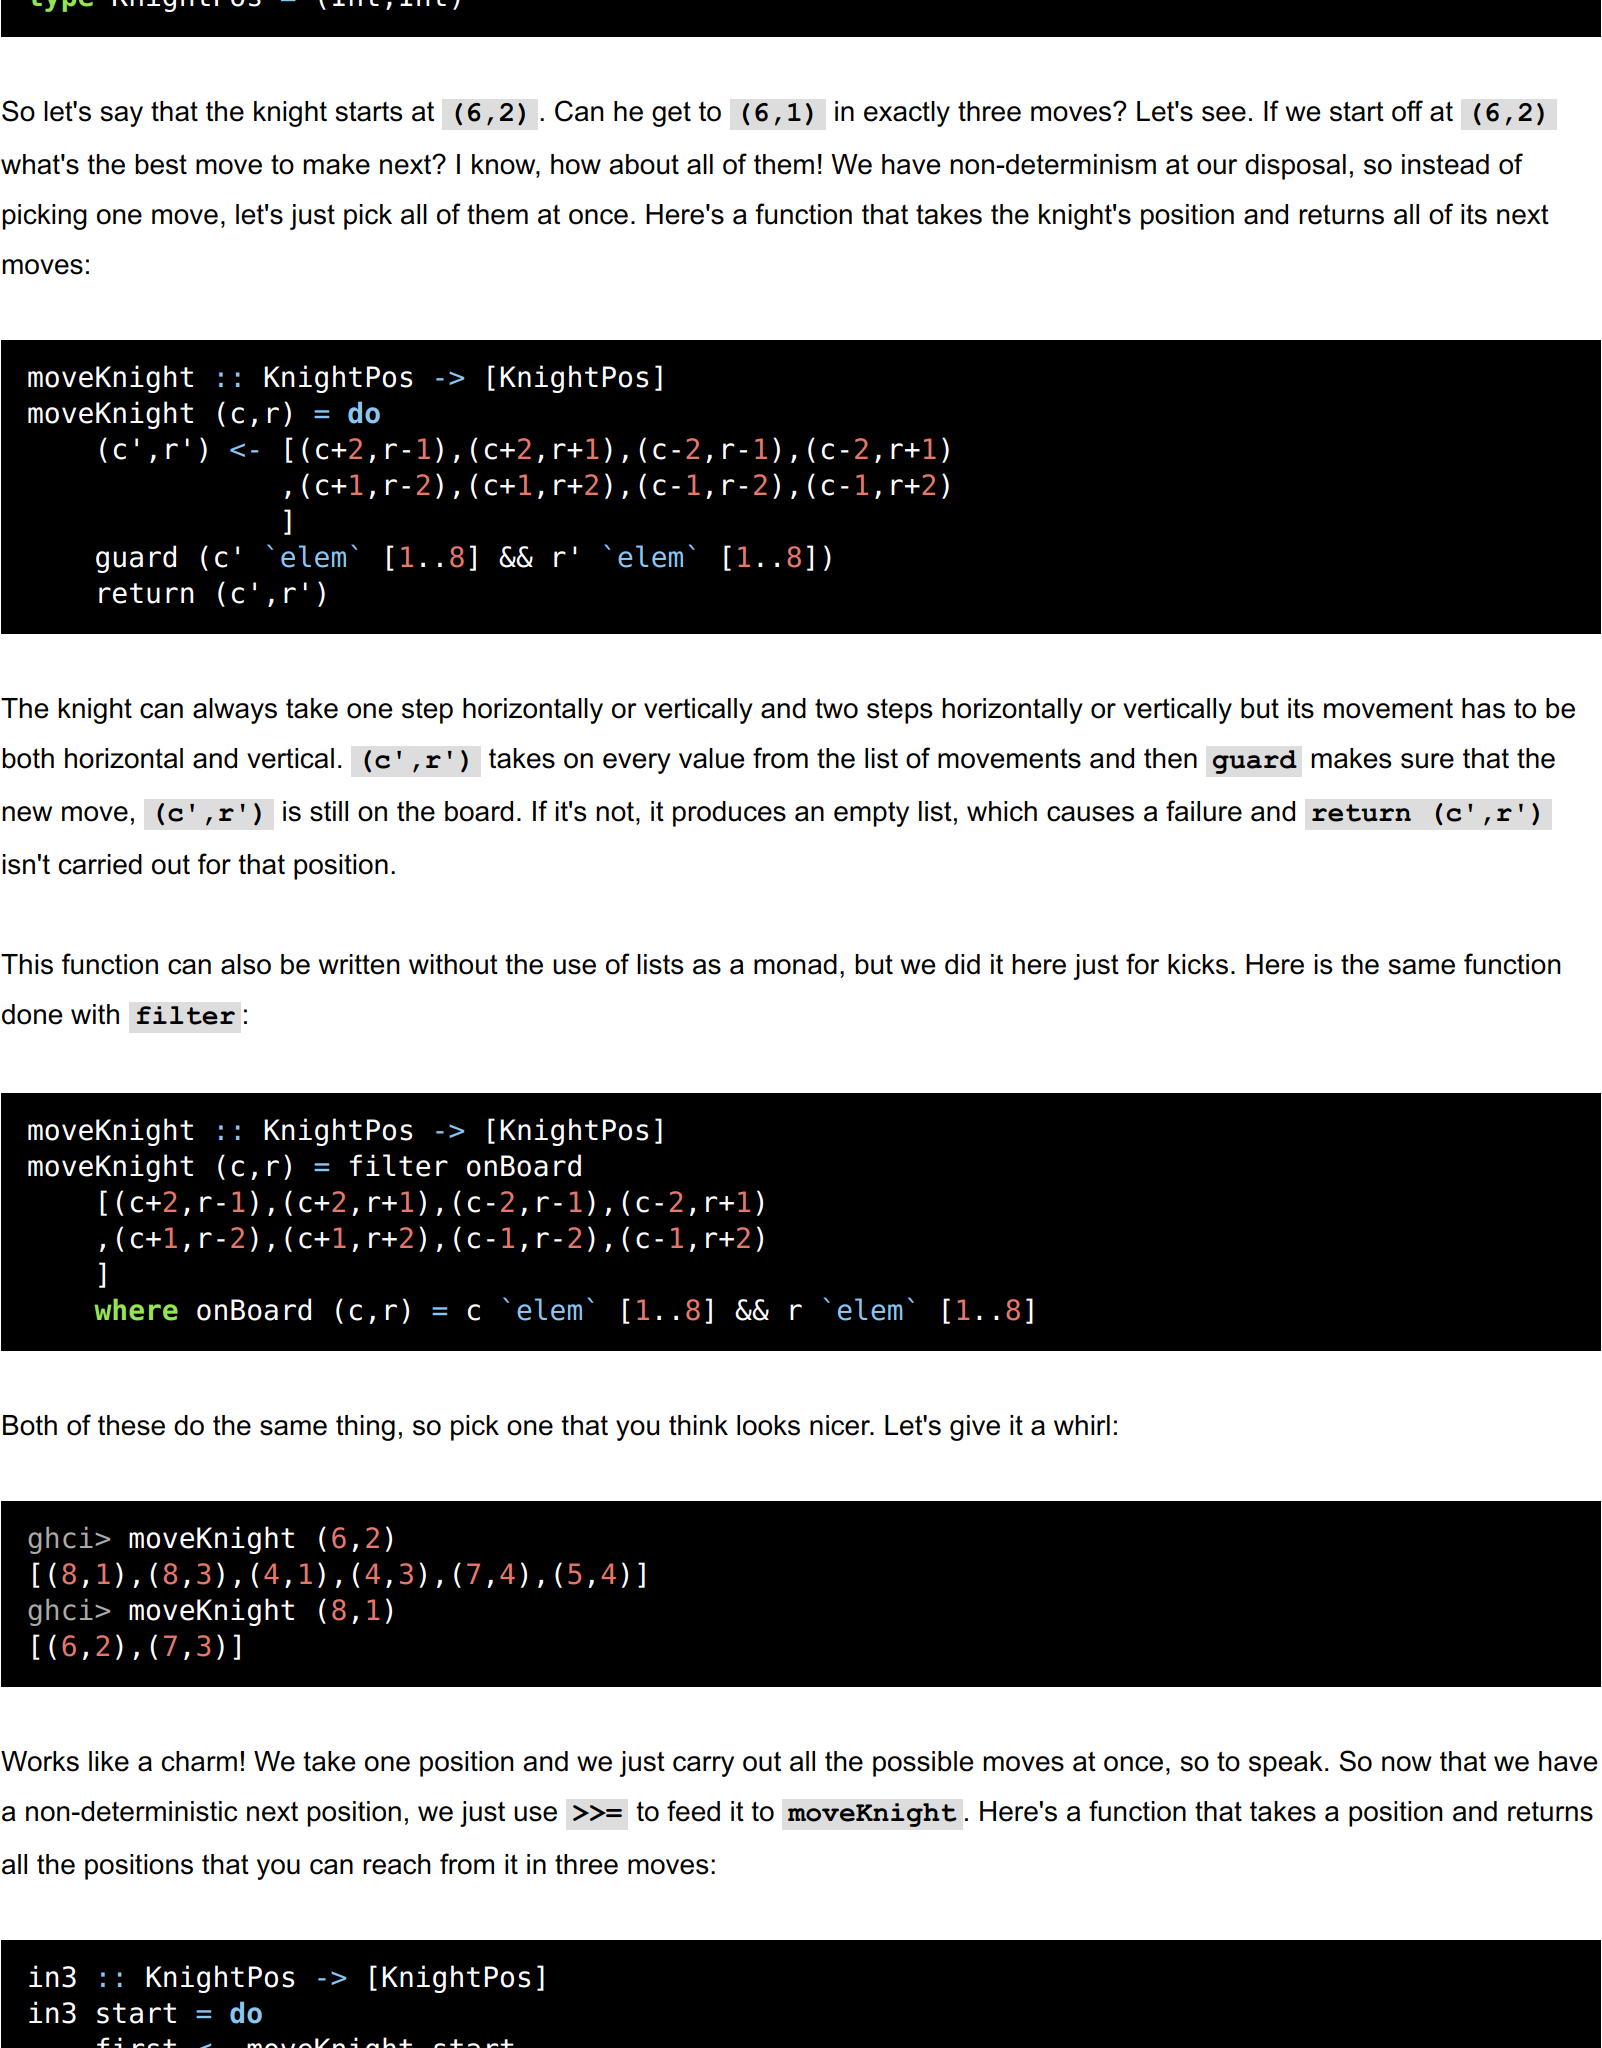 type KnightPos = (Int,Int)
So let's say that the knight starts at (6,2). Can he get to (6,1) in exactly three moves? Let's see. If we start off at (6,2)
what's the best move to make next? I know, how about all of them! We have non-determinism at our disposal, so instead of
picking one move, let's just pick all of them at once. Here's a function that takes the knight's position and returns all of its next
moves:
moveKnight :: KnightPos -> [KnightPos]
moveKnight (c,r) = do
    (c',r') <- [(c+2,r-1),(c+2,r+1),(c-2,r-1),(c-2,r+1)
               ,(c+1,r-2),(c+1,r+2),(c-1,r-2),(c-1,r+2)
               ]
    guard (c' `elem` [1..8] && r' `elem` [1..8])
    return (c',r')
The knight can always take one step horizontally or vertically and two steps horizontally or vertically but its movement has to be
both horizontal and vertical. (c',r') takes on every value from the list of movements and then guard makes sure that the
new move, (c',r') is still on the board. If it's not, it produces an empty list, which causes a failure and return (c',r')
isn't carried out for that position.
This function can also be written without the use of lists as a monad, but we did it here just for kicks. Here is the same function
done with filter:
moveKnight :: KnightPos -> [KnightPos]
moveKnight (c,r) = filter onBoard
    [(c+2,r-1),(c+2,r+1),(c-2,r-1),(c-2,r+1)
    ,(c+1,r-2),(c+1,r+2),(c-1,r-2),(c-1,r+2)
    ]
    where onBoard (c,r) = c `elem` [1..8] && r `elem` [1..8]
Both of these do the same thing, so pick one that you think looks nicer. Let's give it a whirl:
ghci> moveKnight (6,2)
[(8,1),(8,3),(4,1),(4,3),(7,4),(5,4)]
ghci> moveKnight (8,1)
[(6,2),(7,3)]
Works like a charm! We take one position and we just carry out all the possible moves at once, so to speak. So now that we have
a non-deterministic next position, we just use >>= to feed it to moveKnight. Here's a function that takes a position and returns
all the positions that you can reach from it in three moves:
in3 :: KnightPos -> [KnightPos]
in3 start = do
    first <- moveKnight start